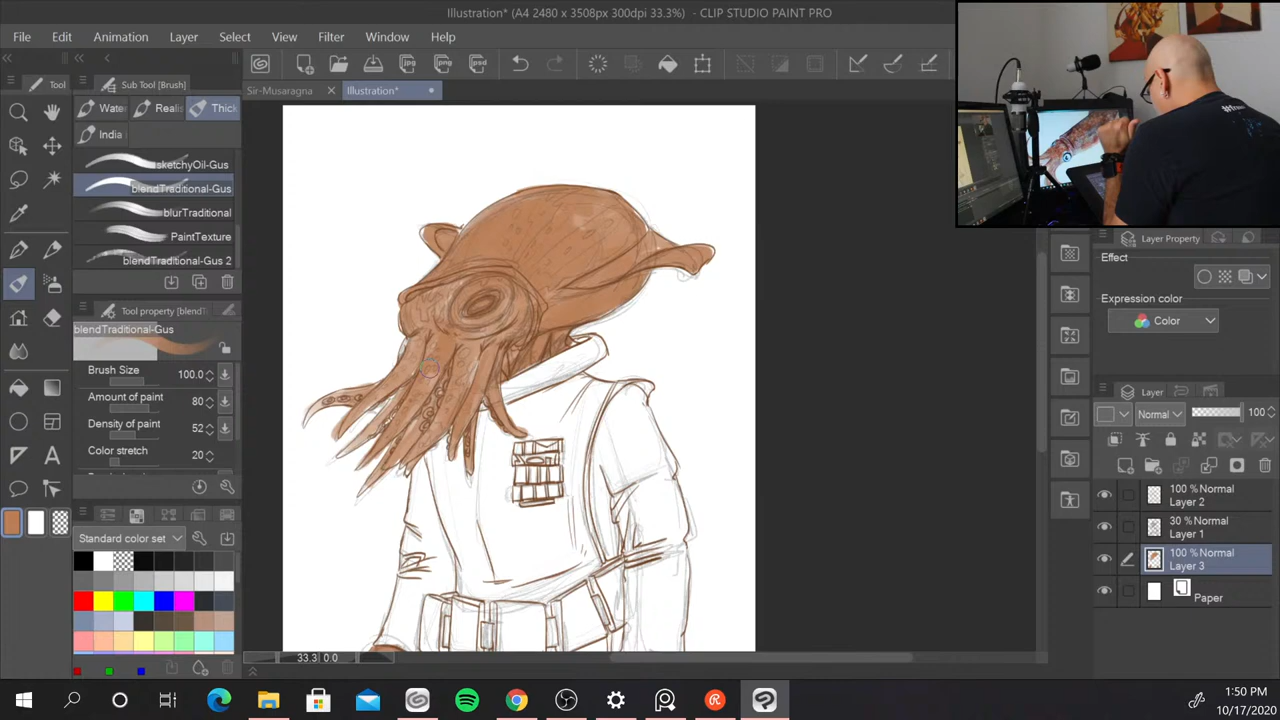 Illustration* (A4 2480 x 3508px 300dpi 33.3%) - CLIP STUDIO PAINT PRO
File Edit Animation Layer Select View Filter Window Help
Tool
Sub Tool [Brush]
Sir-Musaragna
Illustration*
Water
Realis
Thick
India
sketchyOil-Gus
blendTraditional-Gus
blurTraditional
PaintTexture
blendTraditional-Gus 2
Tool property [blendT
blendTraditional-Gus
Brush Size 100.0
Amount of paint 80
Density of paint 52
Color stretch 20
Standard color set
33.3 0.0
Layer Property
Effect
Expression color
Color
Layer
Normal 100
100 % Normal
Layer 2
30 % Normal
Layer 1
100 % Normal
Layer 3
Paper
1:50 PM
10/17/2020